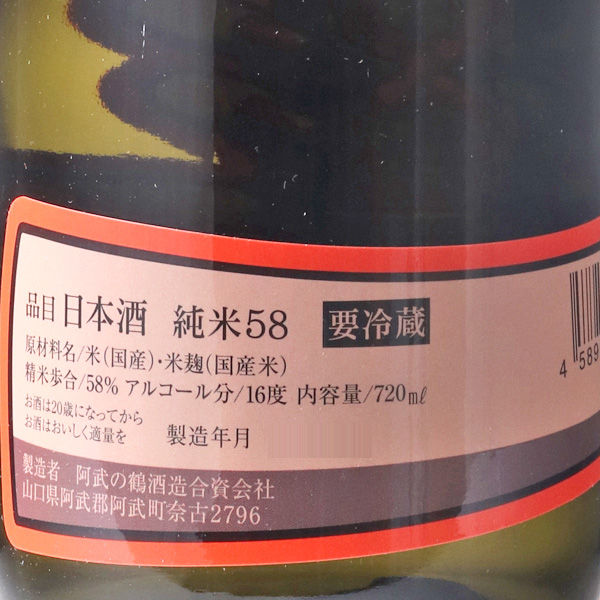 品目 日本酒 純米58 要冷蔵
原材料名/米(国産)・米麹(国産米)
精米歩合/58% アルコール分/16度 内容量/720mℓ
お酒は20歳になってから
お酒はおいしく適量を
製造年月
製造者 阿武の鶴酒造合資会社
山口県阿武郡阿武町奈古2796
4 589